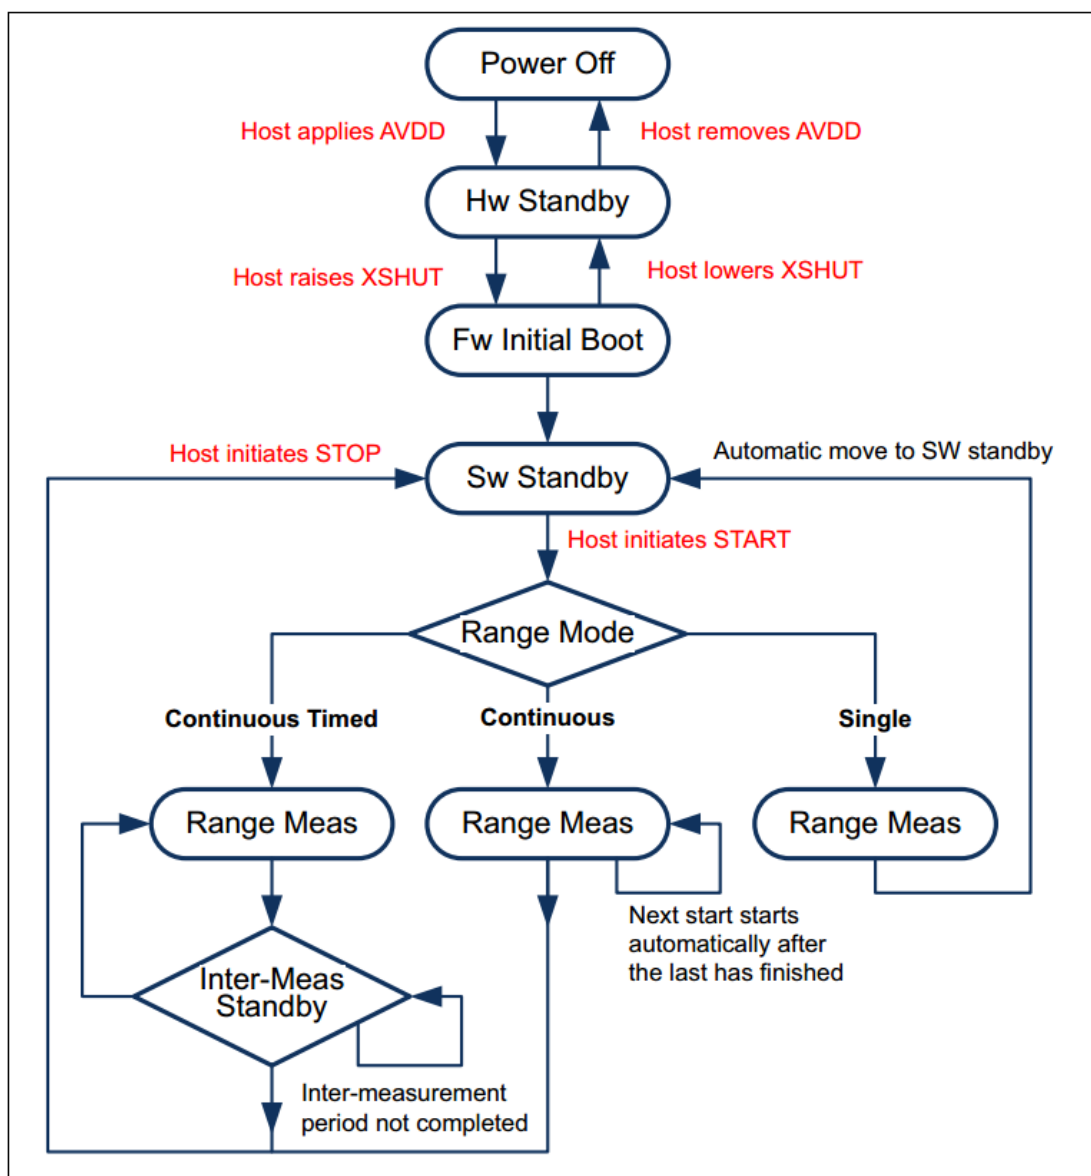 Power Off
Host applies AVDD
Host removes AVDD
Hw Standby
Host raises XSHUT
Host lowers XSHUT
Fw Initial Boot
Host initiates STOP
Automatic move to SW standby
Sw Standby
Host initiates START
Range Mode
Continuous Timed
Continuous
Single
Range Meas
Range Meas
Range Meas
Next start starts
automatically after
the last has finished
Inter-Meas
Standby
Inter-measurement
period not completed